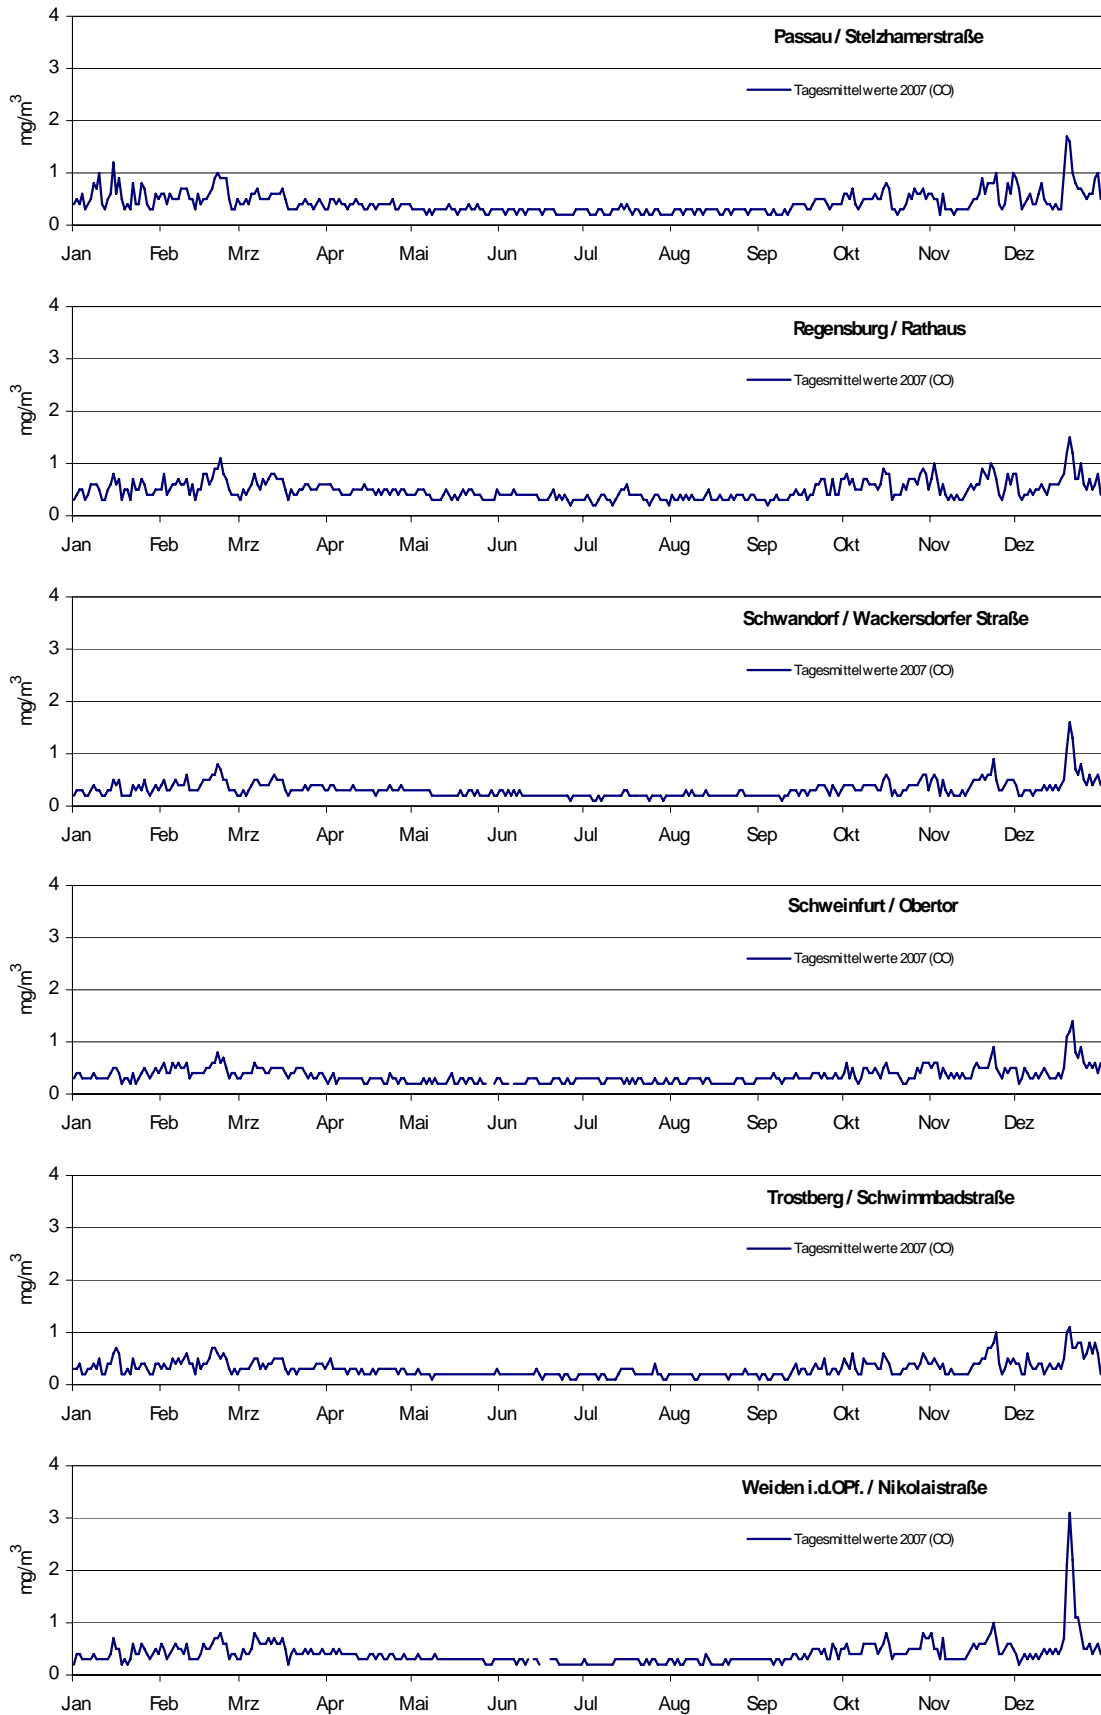 4
Passau / Stelzhamerstraße
3
Tagesmittelwerte 2007 (CO)
mg/m³
2
1
0
Jan Feb Mrz Apr Mai Jun Jul Aug Sep Okt Nov Dez
4
Regensburg / Rathaus
3
Tagesmittelwerte 2007 (CO)
mg/m³
2
1
0
Jan Feb Mrz Apr Mai Jun Jul Aug Sep Okt Nov Dez
4
Schwandorf / Wackersdorfer Straße
3
Tagesmittelwerte 2007 (CO)
mg/m³
2
1
0
Jan Feb Mrz Apr Mai Jun Jul Aug Sep Okt Nov Dez
4
Schweinfurt / Obertor
3
Tagesmittelwerte 2007 (CO)
mg/m³
2
1
0
Jan Feb Mrz Apr Mai Jun Jul Aug Sep Okt Nov Dez
4
Trostberg / Schwimmbadstraße
3
Tagesmittelwerte 2007 (CO)
mg/m³
2
1
0
Jan Feb Mrz Apr Mai Jun Jul Aug Sep Okt Nov Dez
4
Weiden i.d.OPf. / Nikolaistraße
3
Tagesmittelwerte 2007 (CO)
mg/m³
2
1
0
Jan Feb Mrz Apr Mai Jun Jul Aug Sep Okt Nov Dez